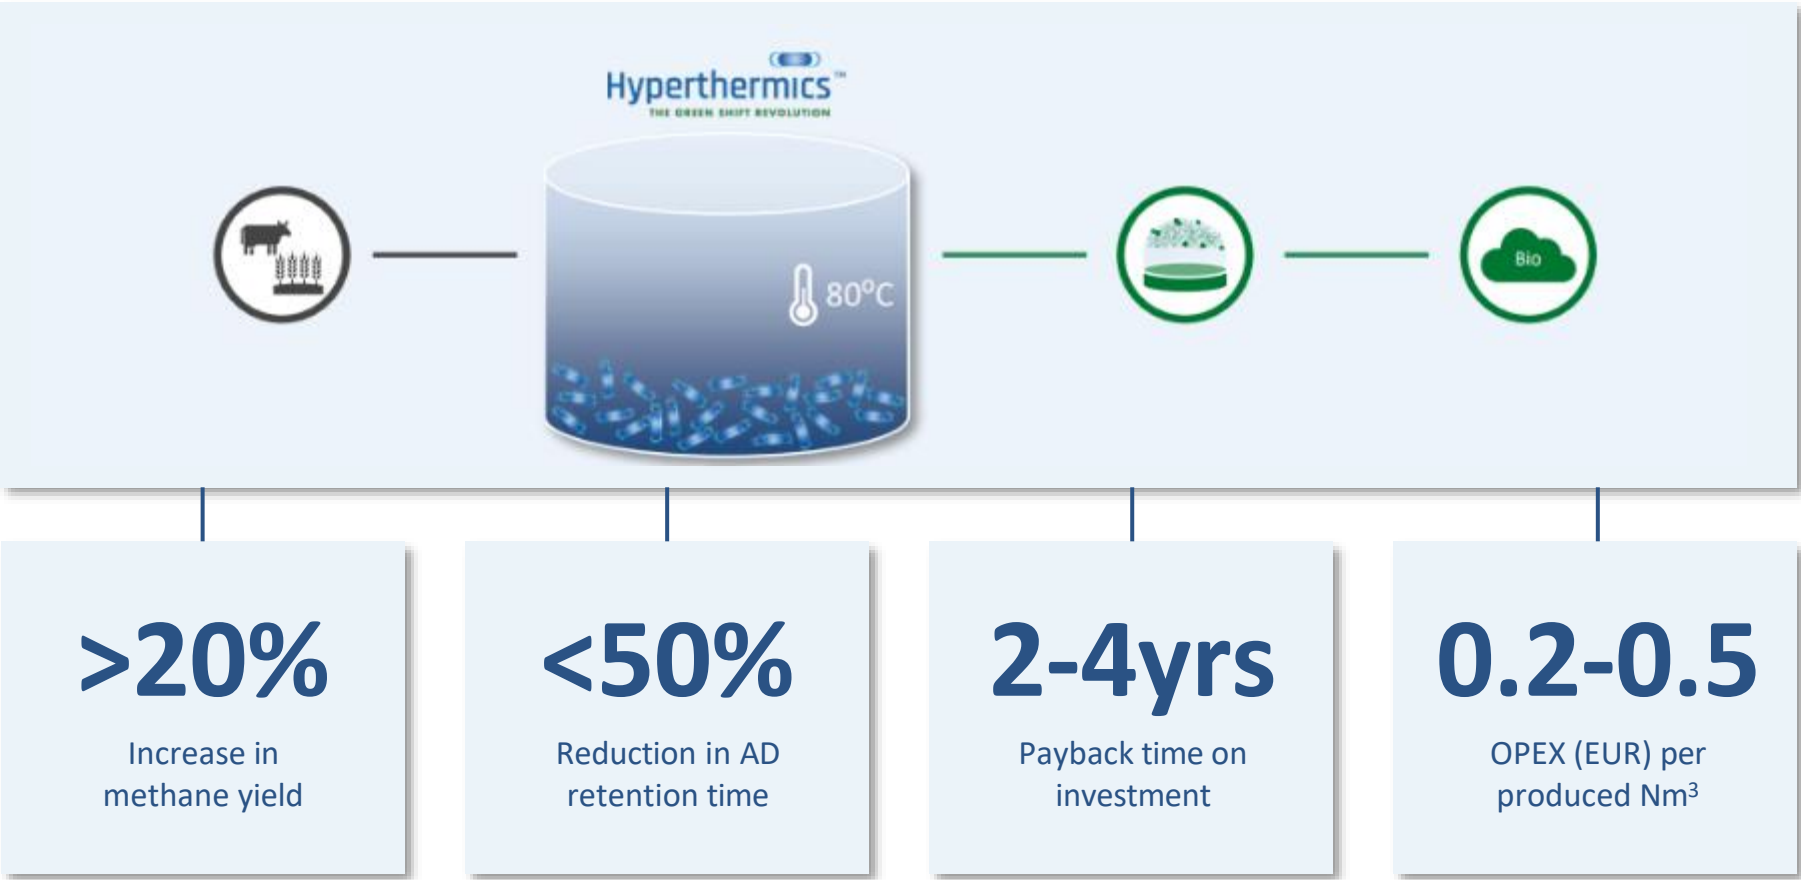 Hyperthermics™
THE GREEN SHIFT REVOLUTION
80°C
Bio
>20%
Increase in
methane yield
<50%
Reduction in AD
retention time
2-4yrs
Payback time on
investment
0.2-0.5
OPEX (EUR) per
produced Nm³